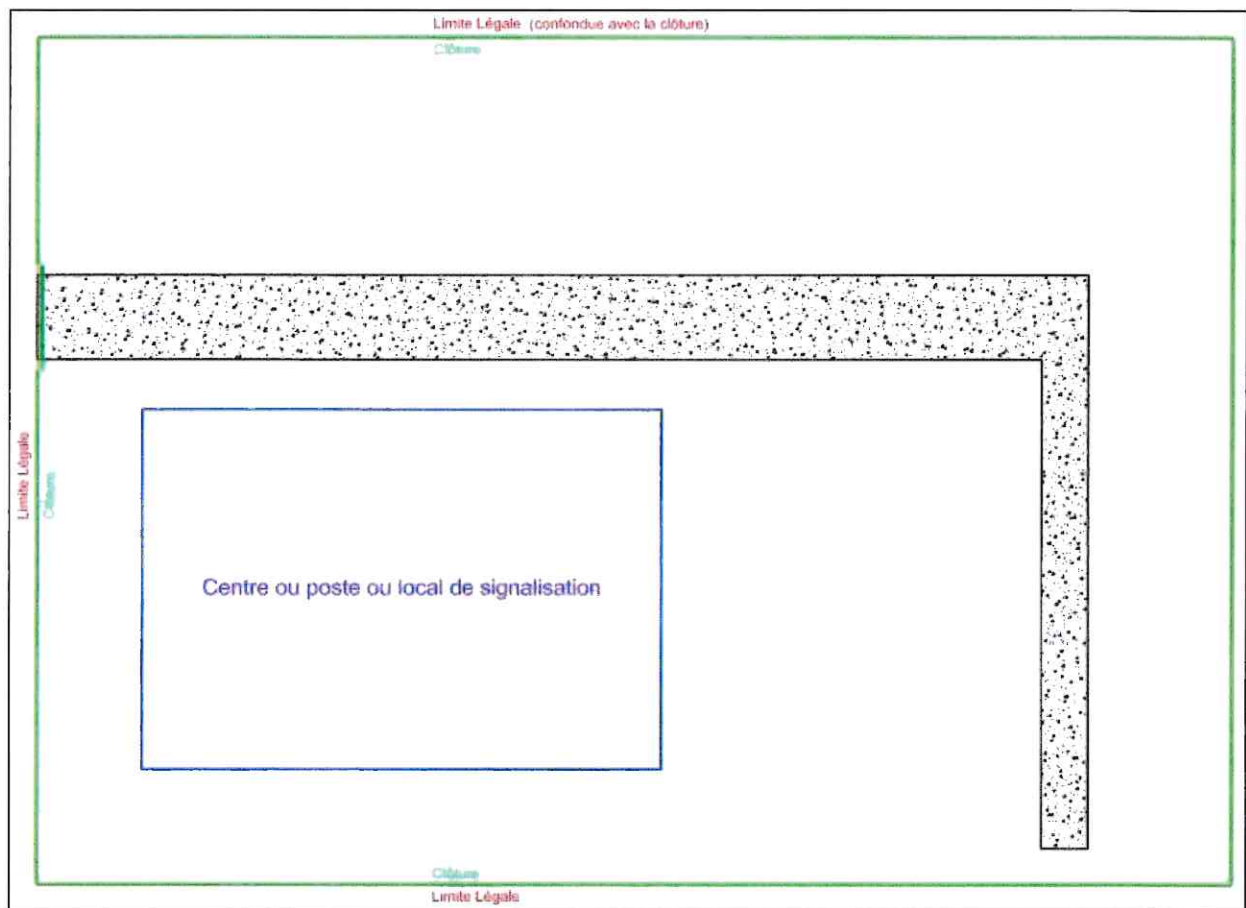 Limite Légale (confondue avec la clôture)
Clôture
Limite Légale
Clôture
Centre ou poste ou local de signalisation
Clôture
Limite Légale